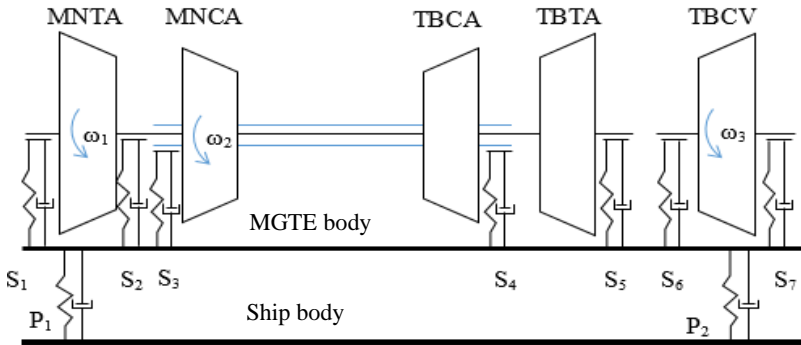 MNTA MNCA TBCA TBTA TBCV
ω1 ω2 ω3
MGTE body
S1 S2 S3 S4 S5 S6 S7
P1 Ship body P2